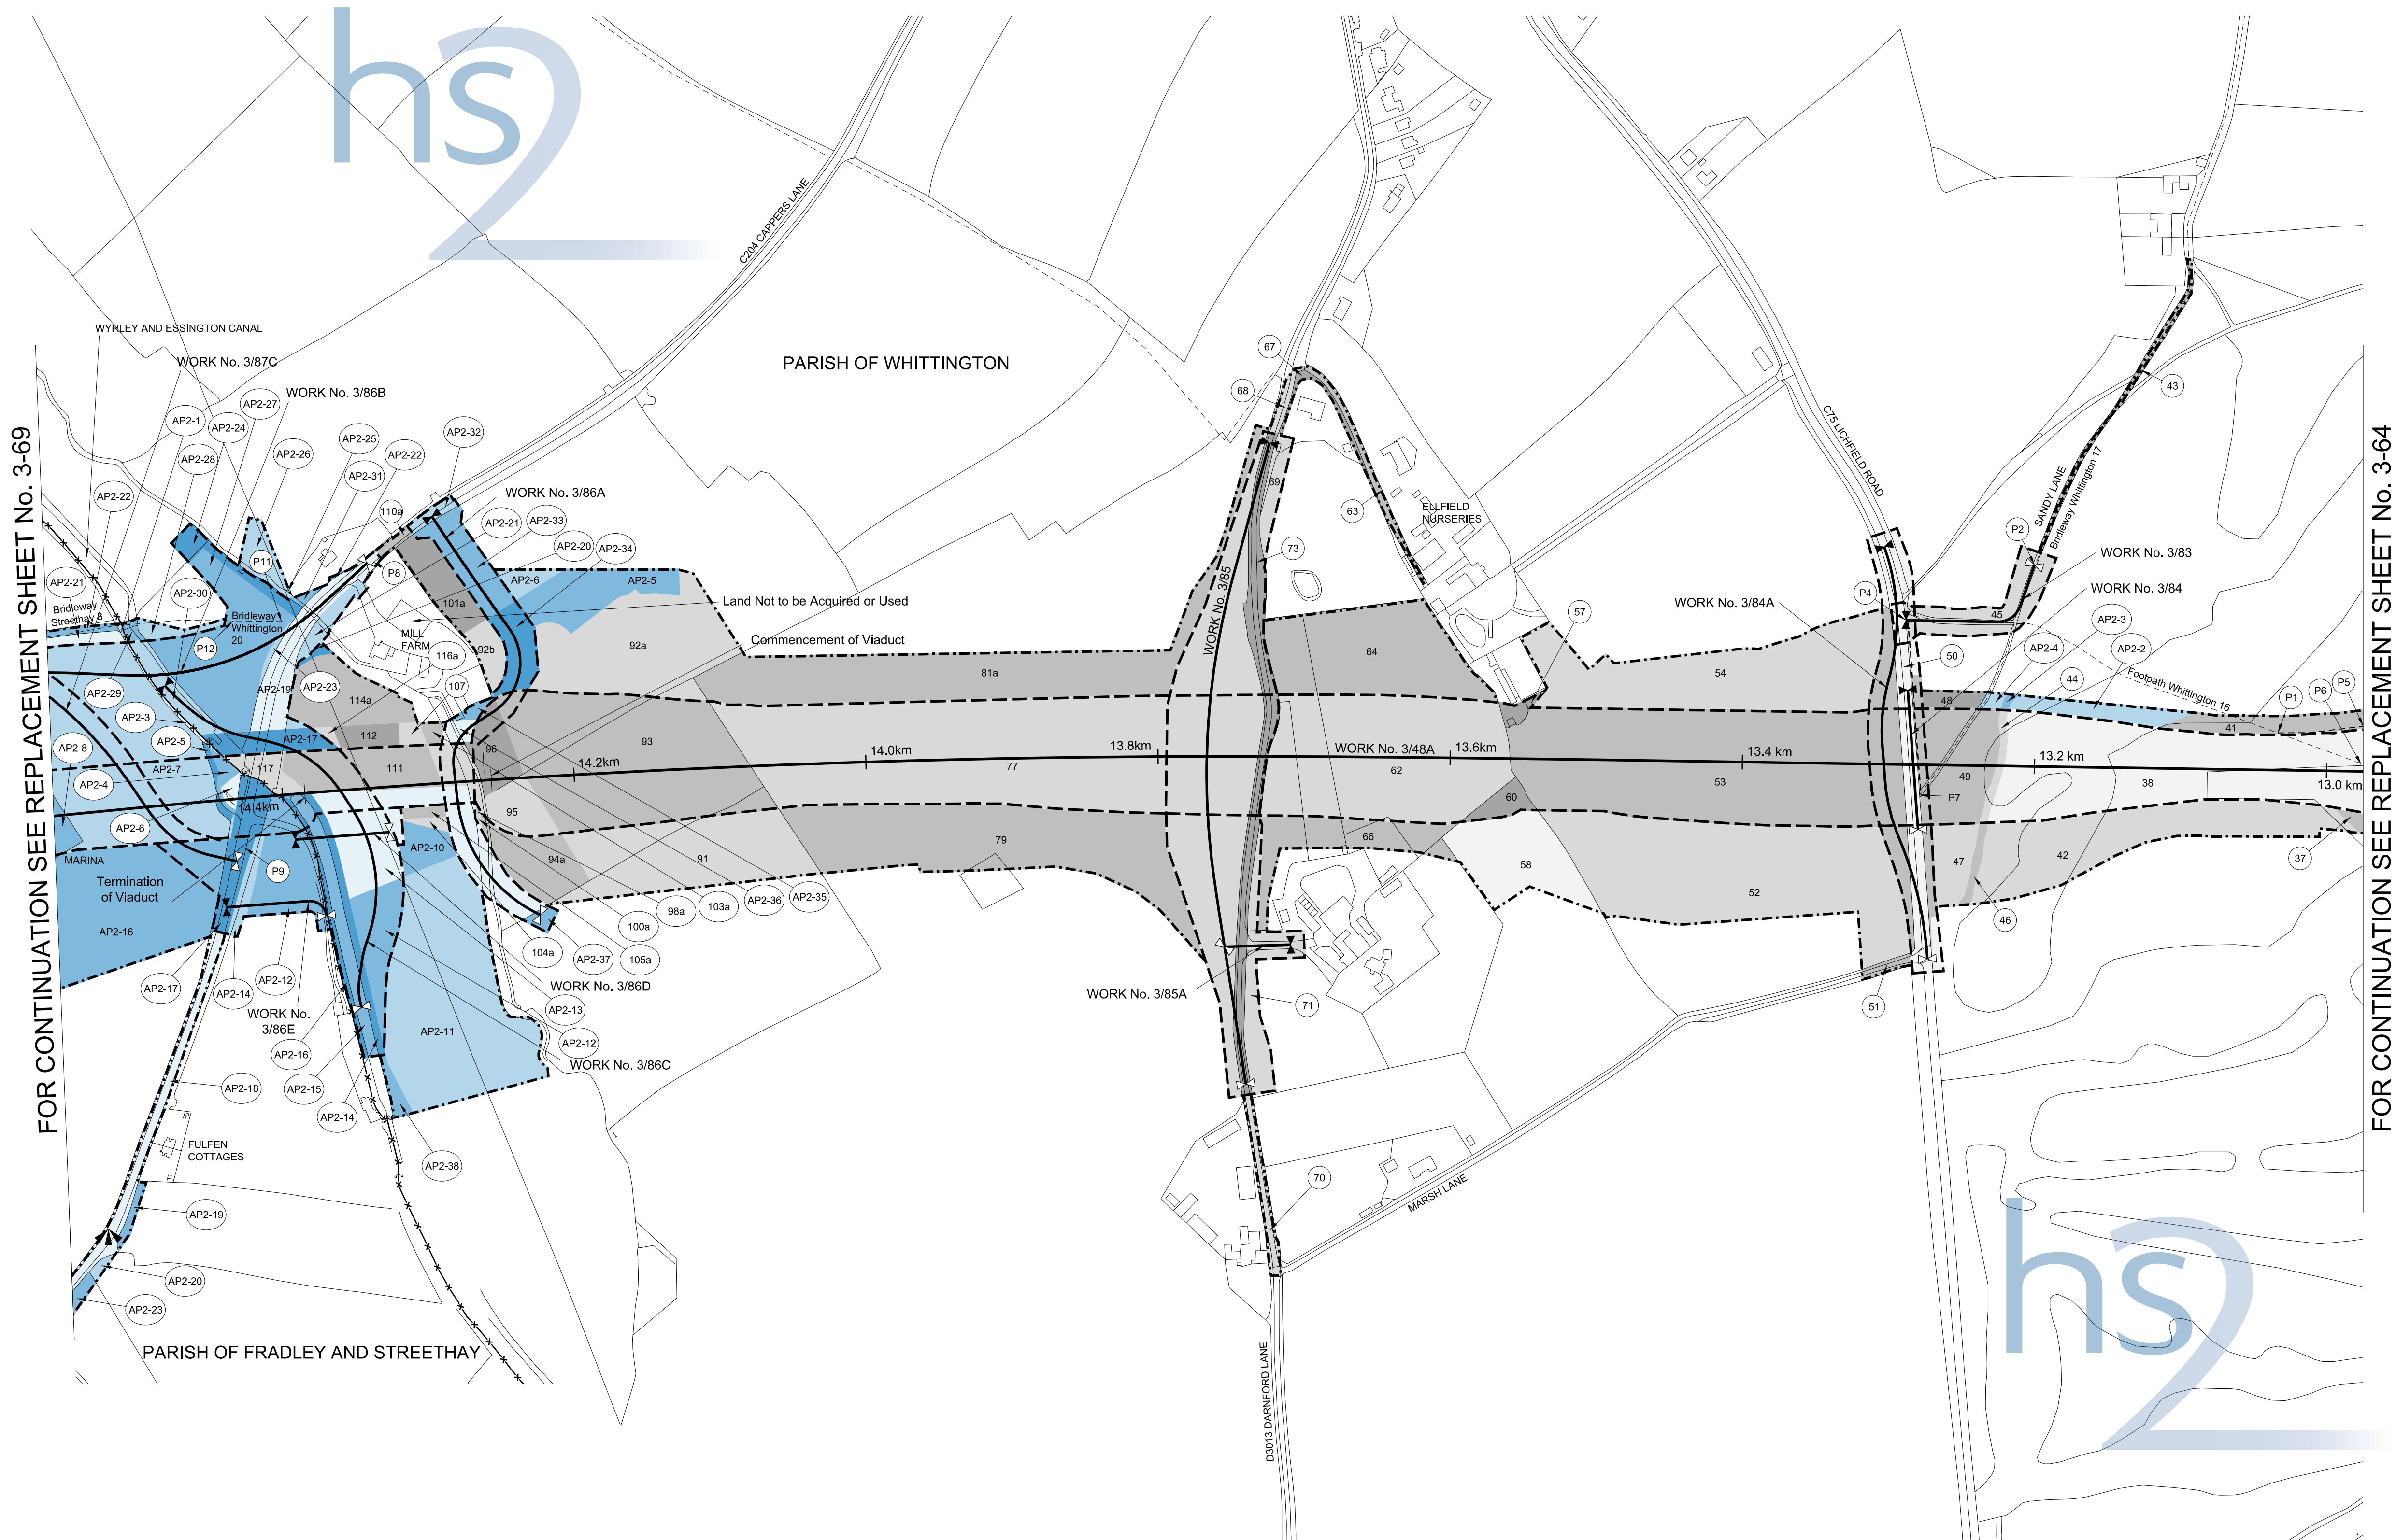 hs2
FOR CONTINUATION SEE REPLACEMENT SHEET No. 3-69
FOR CONTINUATION SEE REPLACEMENT SHEET No. 3-64
PARISH OF WHITTINGTON
C204 CAPPERS LANE
WYRLEY AND ESSINGTON CANAL
WORK No. 3/87C
WORK No. 3/86B
AP2-27
AP2-1
AP2-24
AP2-28
AP2-26
AP2-25
AP2-22
AP2-32
AP2-31
AP2-22
WORK No. 3/86A
110a
AP2-21
AP2-33
AP2-20
AP2-34
P11
P8
AP2-21
AP2-30
AP2-6
AP2-5
Bridleway
Streethay 8
Bridleway
Whittington
20
P12
101a
Land Not to be Acquired or Used
MILL
FARM
92b
92a
Commencement of Viaduct
116a
AP2-29
AP2-19
AP2-23
107
114a
AP2-3
AP2-5
AP2-17
112
96
93
AP2-8
AP2-7
117
111
AP2-4
14.4km
14.2km
14.0km
13.8km
13.6km
13.4 km
13.2 km
13.0 km
WORK No. 3/48A
AP2-6
95
AP2-10
MARINA
P9
94a
91
Termination
of Viaduct
AP2-16
AP2-36
AP2-35
103a
98a
100a
104a
AP2-37
105a
AP2-17
AP2-14
AP2-12
WORK No. 3/86D
AP2-13
WORK No.
3/86E
AP2-11
AP2-12
AP2-16
WORK No. 3/86C
AP2-18
AP2-15
AP2-14
AP2-38
FULFEN
COTTAGES
AP2-19
AP2-20
AP2-23
PARISH OF FRADLEY AND STREETHAY
67
68
69
63
73
ELLFIELD
NURSERIES
WORK No. 3/85
57
64
81a
77
62
79
66
60
58
53
52
54
WORK No. 3/85A
71
70
MARSH LANE
D3013 DARNIFORD LANE
51
C75 LICHFIELD ROAD
43
SANDY LANE
Bridleway Whittington 17
P2
WORK No. 3/83
WORK No. 3/84
WORK No. 3/84A
P4
45
50
AP2-3
AP2-4
AP2-2
44
Footpath Whittington 16
P1
P6
P5
48
41
49
38
P7
47
42
46
37
hs2